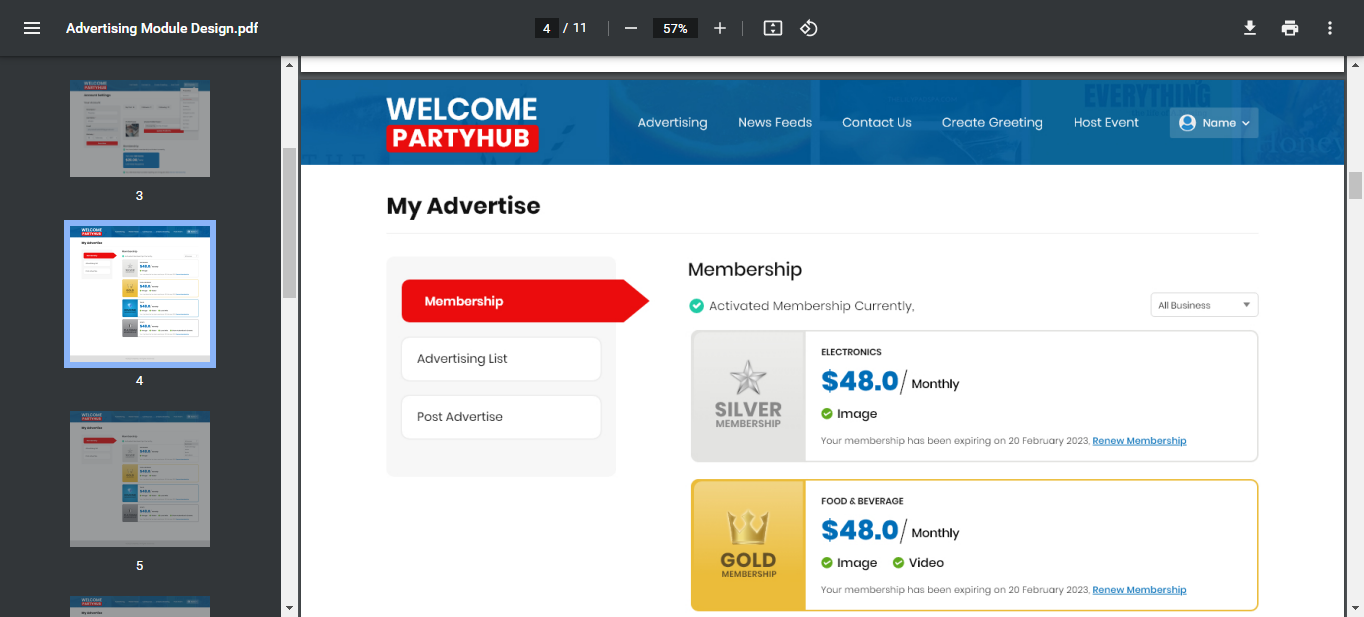 Advertising Module Design.pdf
4 / 11
57%
3
4
5
WELCOME
PARTYHUB
Advertising
News Feeds
Contact Us
Create Greeting
Host Event
Name
EVERYTHING
Honey
THE
My Advertise
Membership
Advertising List
Post Advertise
Membership
Activated Membership Currently,
All Business
SILVER
MEMBERSHIP
ELECTRONICS
$48.0/ Monthly
Image
Your membership has been expiring on 20 February 2023, Renew Membership
GOLD
MEMBERSHIP
FOOD & BEVERAGE
$48.0/ Monthly
Image Video
Your membership has been expiring on 20 February 2023, Renew Membership